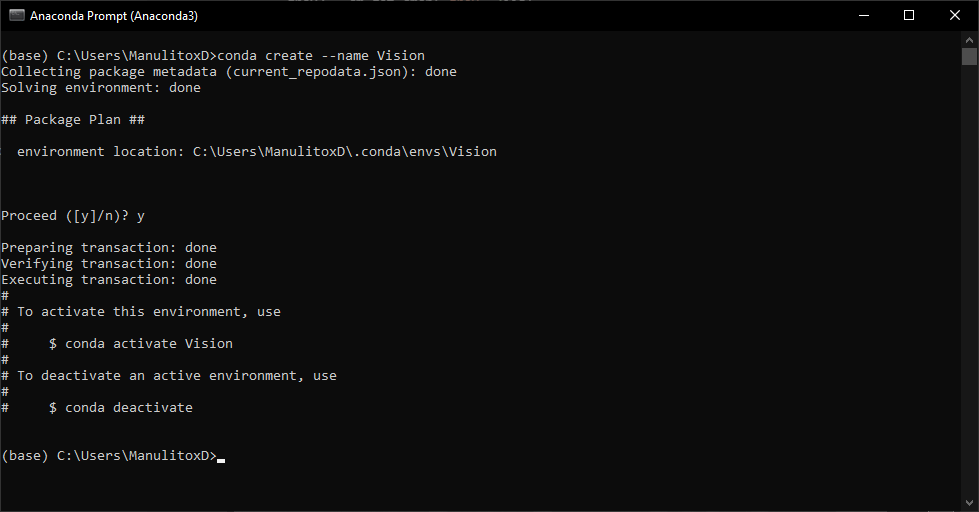 Anaconda Prompt (Anaconda3)
(base) C:\Users\ManulitoxD>conda create --name Vision
Collecting package metadata (current_repodata.json): done
Solving environment: done
## Package Plan ##
environment location: C:\Users\ManulitoxD\.conda\envs\Vision
Proceed ([y]/n)? y
Preparing transaction: done
Verifying transaction: done
Executing transaction: done
#
# To activate this environment, use
#
#     $ conda activate Vision
#
# To deactivate an active environment, use
#
#     $ conda deactivate
(base) C:\Users\ManulitoxD>